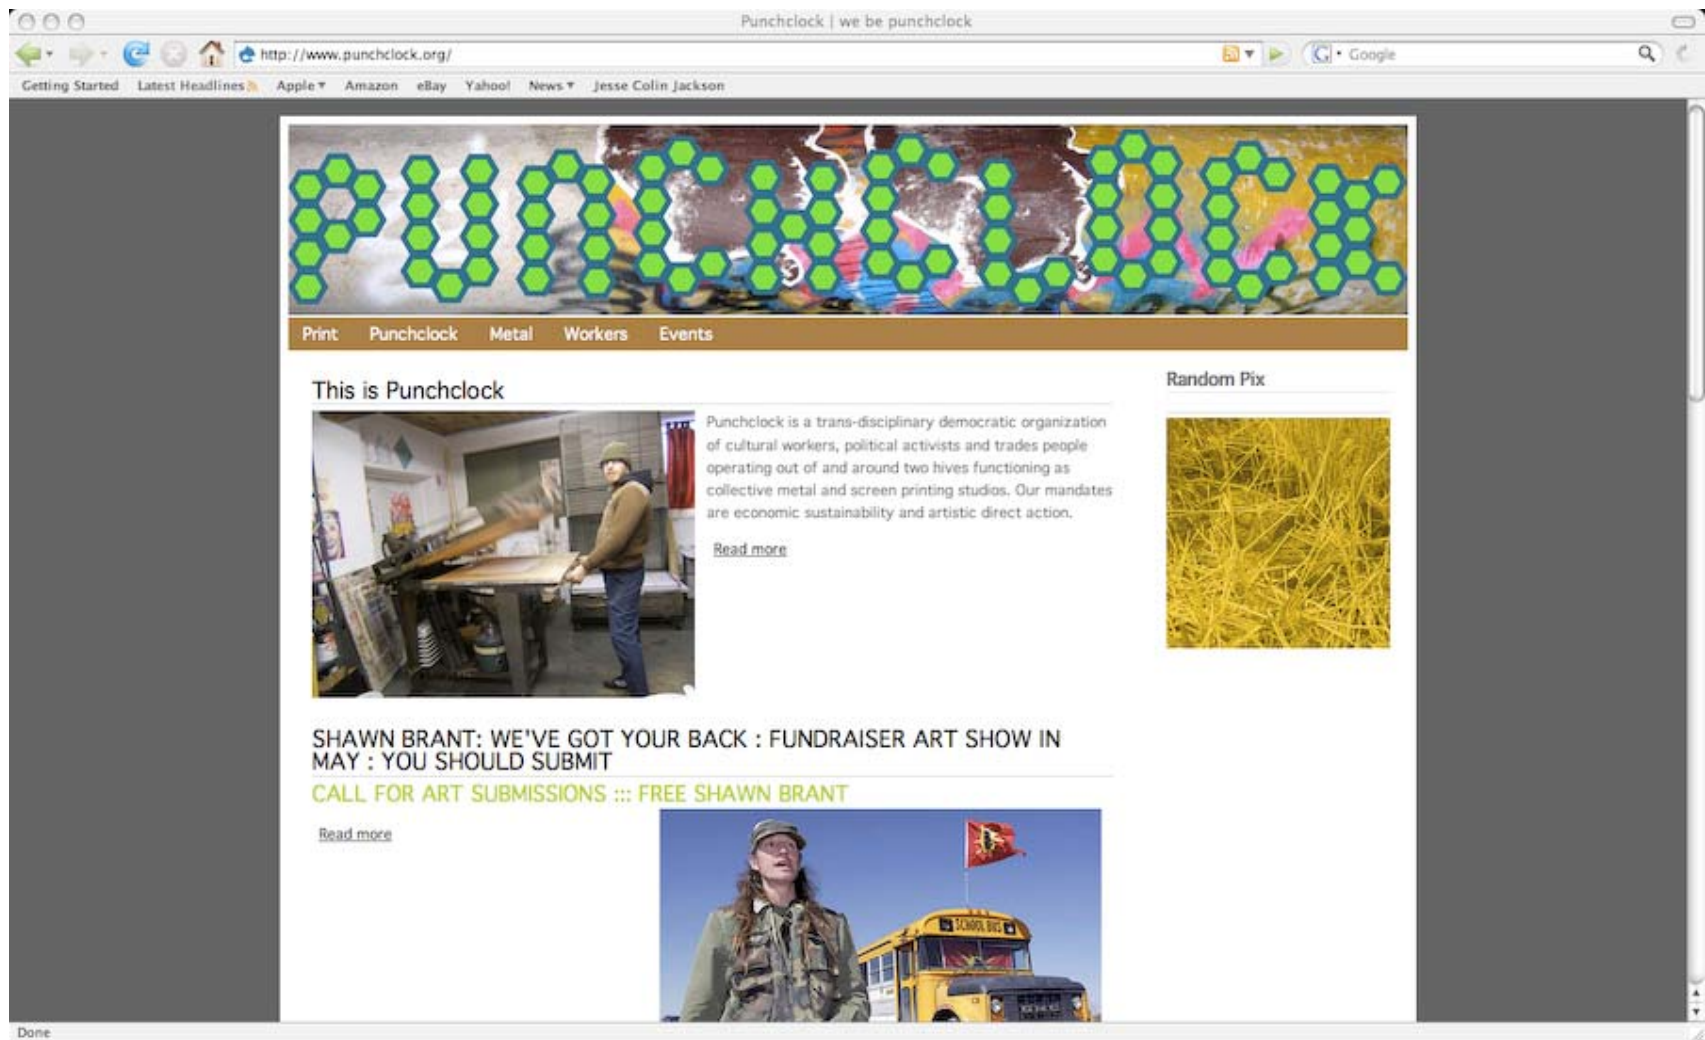 Punchclock | we be punchclock
http://www.punchclock.org/
Google
Getting Started Latest Headlines Apple Amazon eBay Yahoo! News Jesse Colin Jackson
PUNCHCLOCK
Print Punchclock Metal Workers Events
This is Punchclock
Punchclock is a trans-disciplinary democratic organization
of cultural workers, political activists and trades people
operating out of and around two hives functioning as
collective metal and screen printing studios. Our mandates
are economic sustainability and artistic direct action.
Read more
Random Pix
SHAWN BRANT: WE'VE GOT YOUR BACK : FUNDRAISER ART SHOW IN
MAY : YOU SHOULD SUBMIT
CALL FOR ART SUBMISSIONS ::: FREE SHAWN BRANT
Read more
SCHOOL BUS
Done